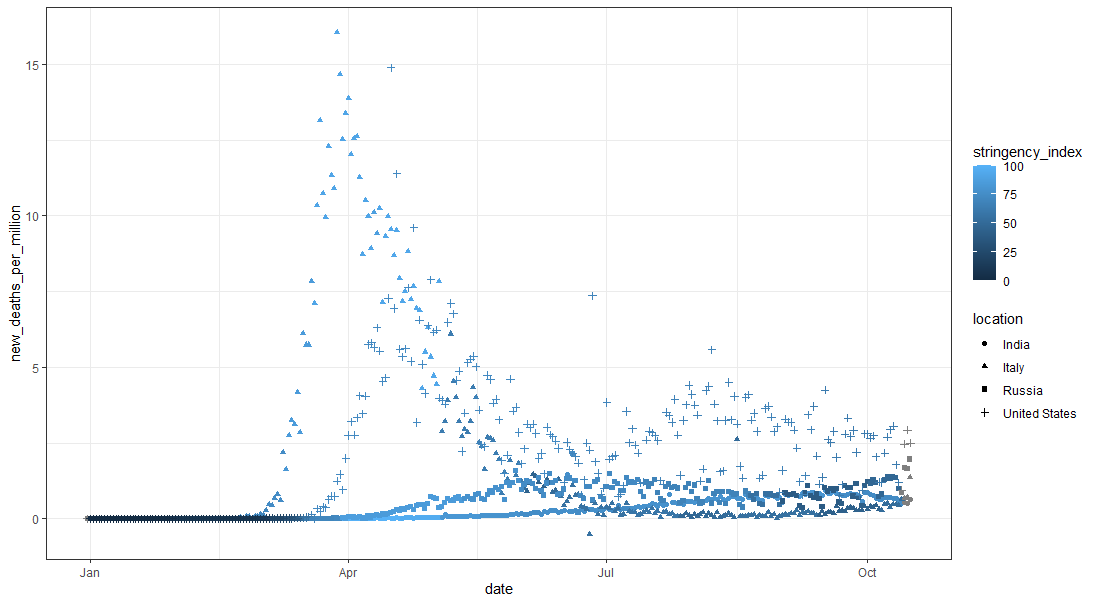 new_deaths_per_million
15
10
5
0
Jan
Apr
Jul
Oct
date
stringency_index
100
75
50
25
0
location
India
Italy
Russia
United States